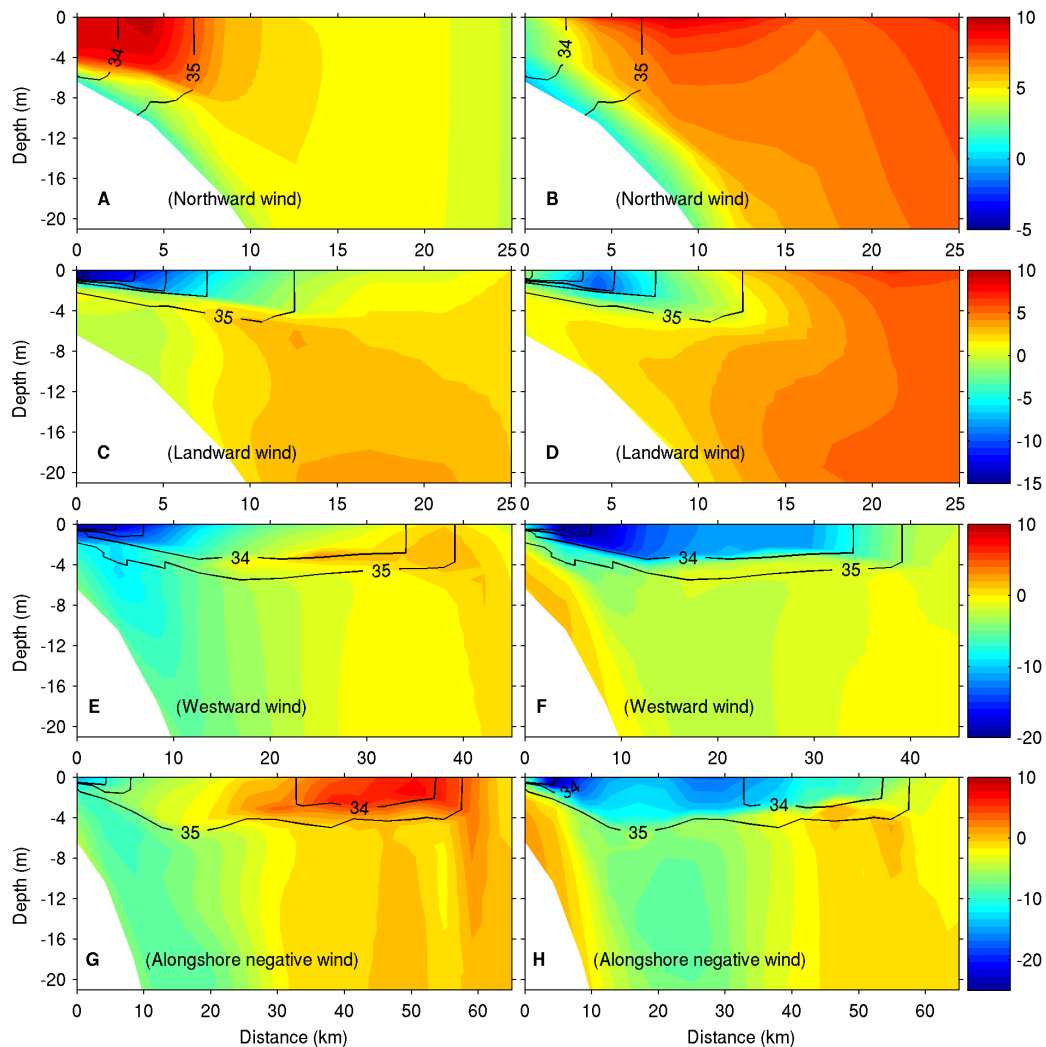 0
-4
-8
-12
-16
-20
Depth (m)
34
35
A
(Northward wind)
0 5 10 15 20 25
34
35
B
(Northward wind)
0 5 10 15 20 25
10
5
0
-5
0
-4
-8
-12
-16
-20
Depth (m)
35
C
(Landward wind)
0 5 10 15 20 25
35
D
(Landward wind)
0 5 10 15 20 25
10
5
0
-5
-10
-15
0
-4
-8
-12
-16
-20
Depth (m)
34
35
E
(Westward wind)
0 10 20 30 40
34
35
F
(Westward wind)
0 10 20 30 40
10
0
-10
-20
0
-4
-8
-12
-16
-20
Depth (m)
34
35
G
(Alongshore negative wind)
0 10 20 30 40 50 60
Distance (km)
34
34
35
H
(Alongshore negative wind)
0 10 20 30 40 50 60
Distance (km)
10
0
-10
-20